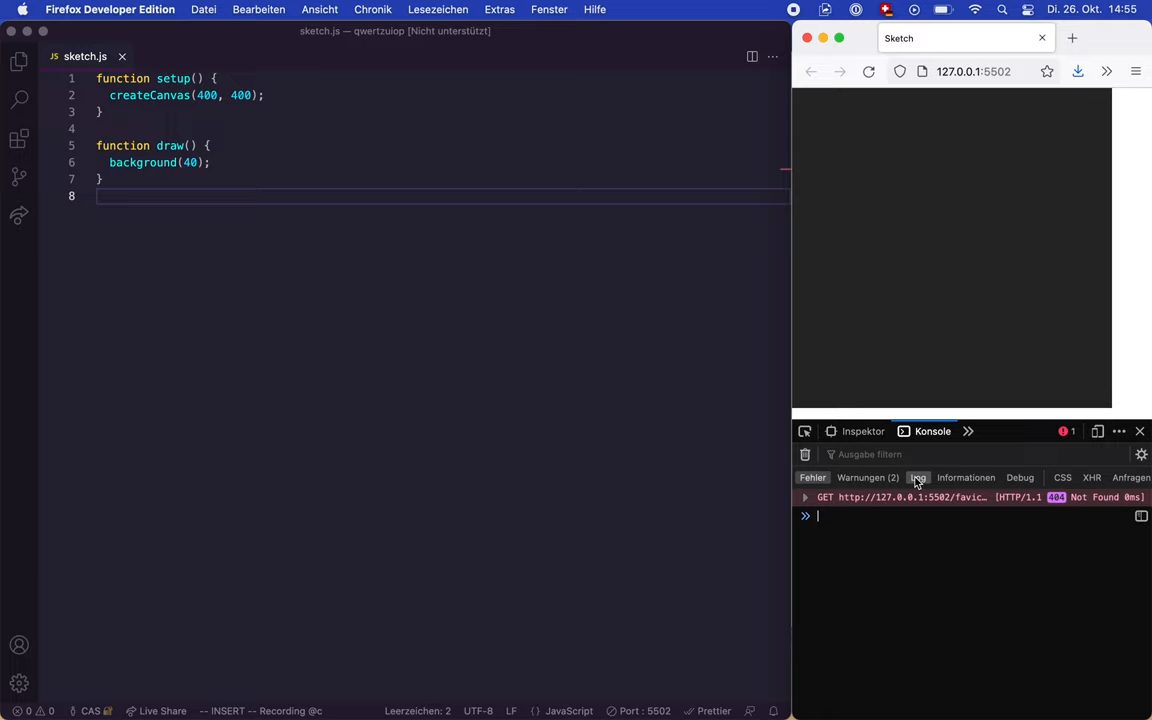 Firefox Developer Edition Datei Bearbeiten Ansicht Chronik Lesezeichen Extras Fenster Hilfe Di. 26. Okt. 14:55
sketch.js — qwertzuiop [Nicht unterstützt]
JS sketch.js
1 function setup() {
2 createCanvas(400, 400);
3 }
4
5 function draw() {
6 background(40);
7 }
8
Sketch
127.0.0.1:5502
Inspektor Konsole 1
Ausgabe filtern
Fehler Warnungen (2) Log Informationen Debug CSS XHR Anfragen
GET http://127.0.0.1:5502/favic… [HTTP/1.1 404 Not Found 0ms]
0 0 CAS Live Share -- INSERT -- Recording @c Leerzeichen: 2 UTF-8 LF {} JavaScript Port : 5502 Prettier